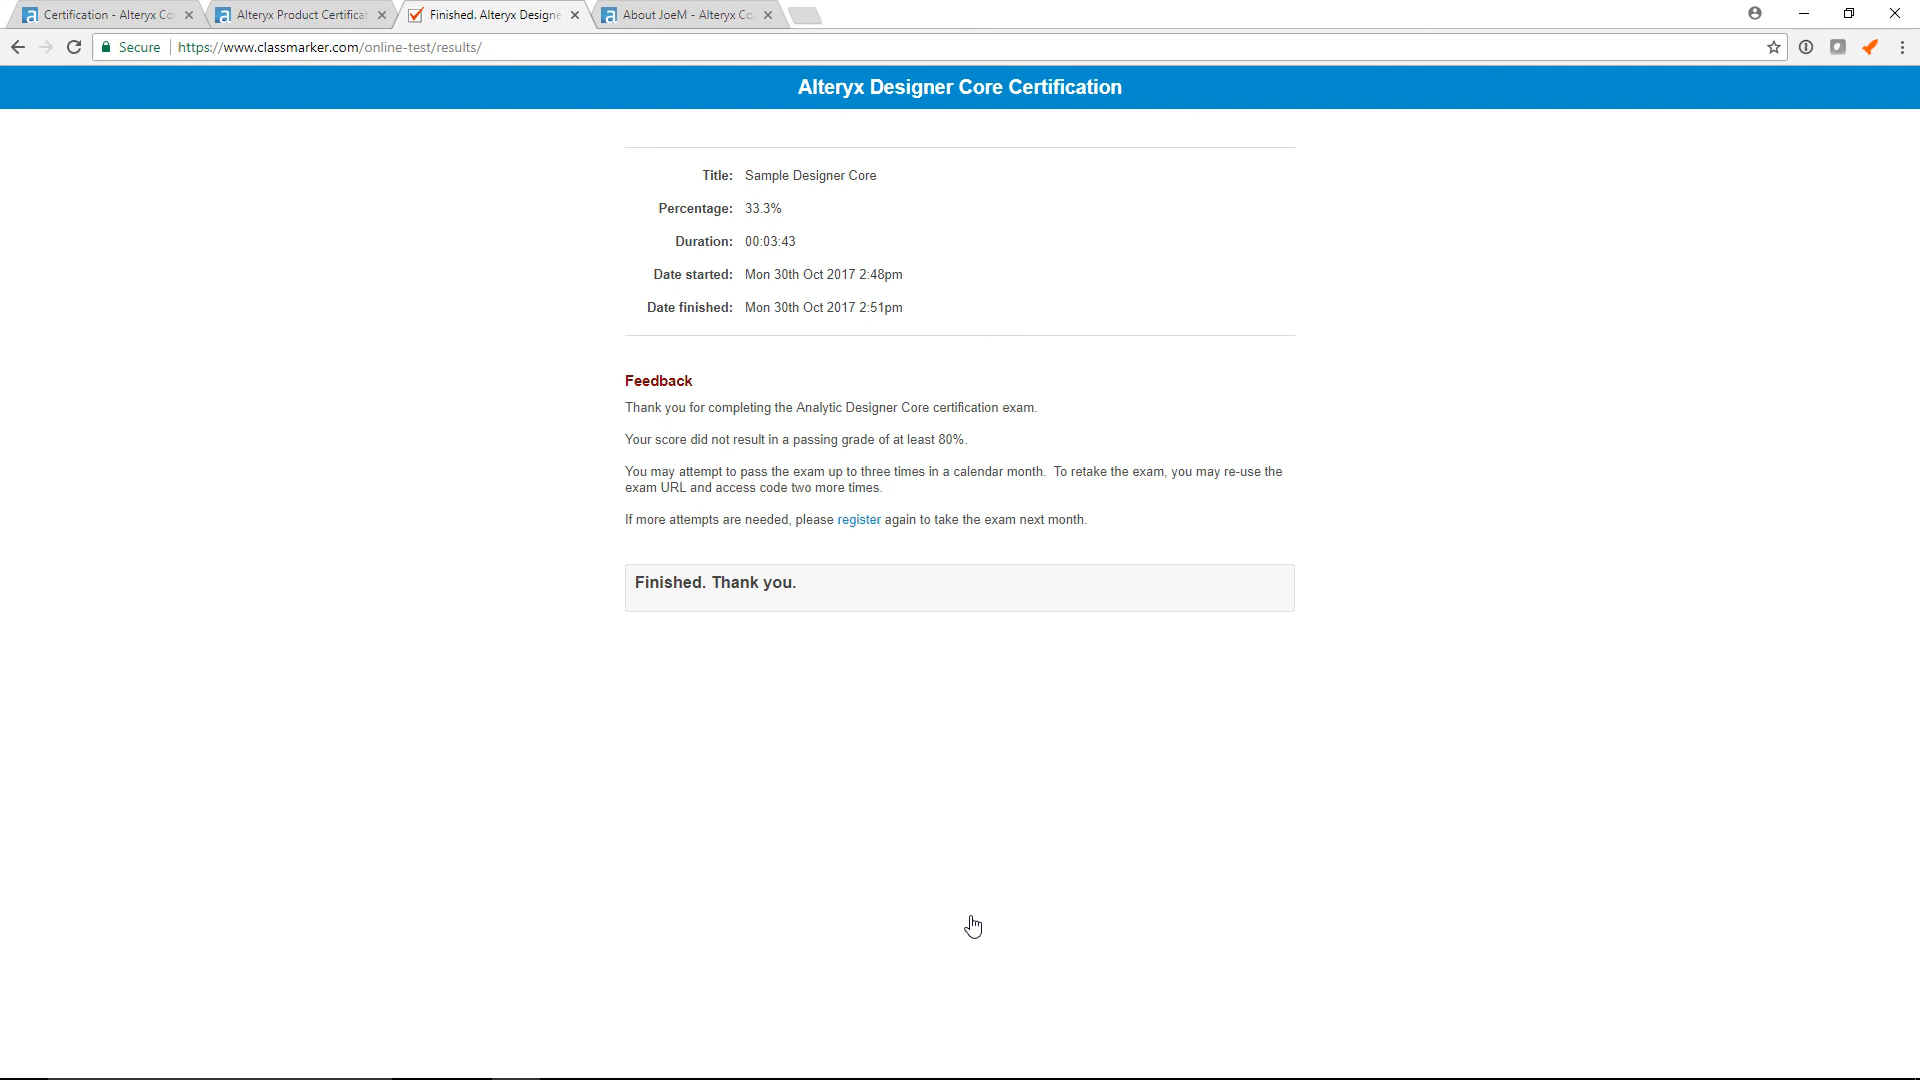 Certification - Alteryx Co
Alteryx Product Certificat
Finished. Alteryx Designe
About JoeM - Alteryx Co
Secure
https://www.classmarker.com/online-test/results/
Alteryx Designer Core Certification
Title: Sample Designer Core
Percentage: 33.3%
Duration: 00:03:43
Date started: Mon 30th Oct 2017 2:48pm
Date finished: Mon 30th Oct 2017 2:51pm
Feedback
Thank you for completing the Analytic Designer Core certification exam.
Your score did not result in a passing grade of at least 80%.
You may attempt to pass the exam up to three times in a calendar month. To retake the exam, you may re-use the
exam URL and access code two more times.
If more attempts are needed, please register again to take the exam next month.
Finished. Thank you.